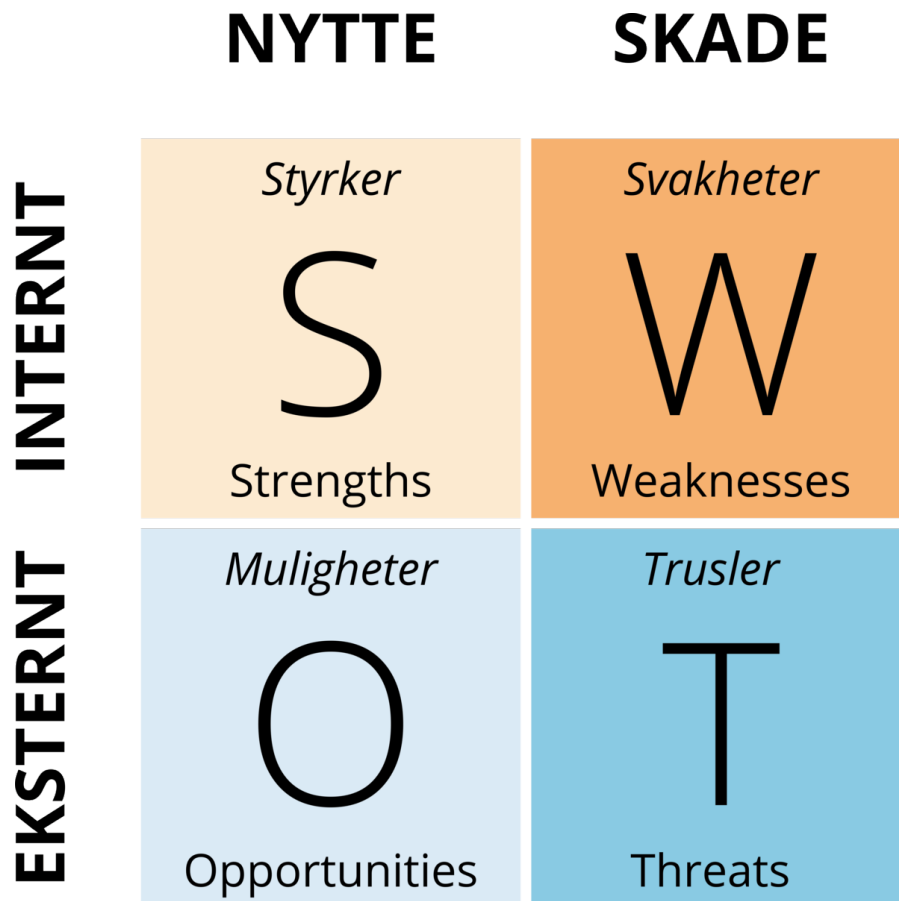 NYTTE
SKADE
INTERNT
Styrker
S
Strengths
Svakheter
W
Weaknesses
EKSTERNT
Muligheter
O
Opportunities
Trusler
T
Threats